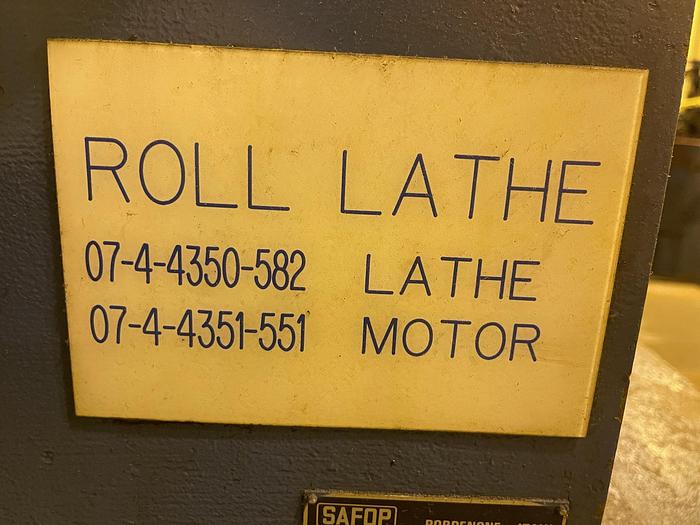 ROLL LATHE
07-4-4350-582 LATHE
07-4-4351-551 MOTOR
SAFOP